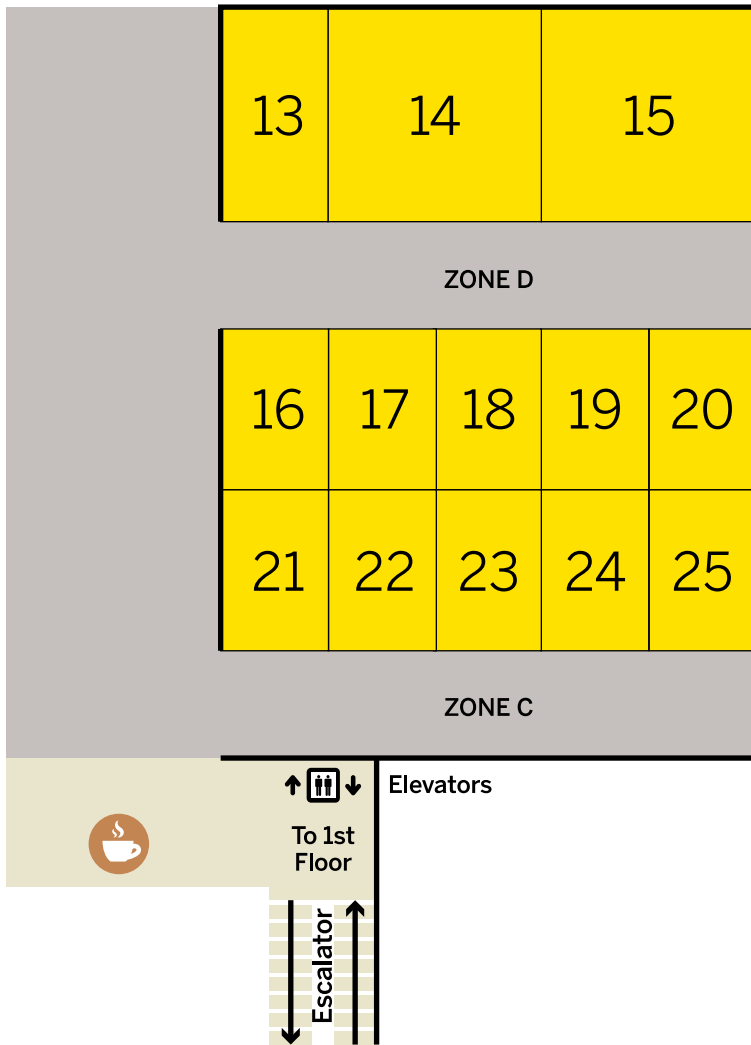 13 14 15
ZONE D
16 17 18 19 20
21 22 23 24 25
ZONE C
Elevators
To 1st
Floor
Escalator